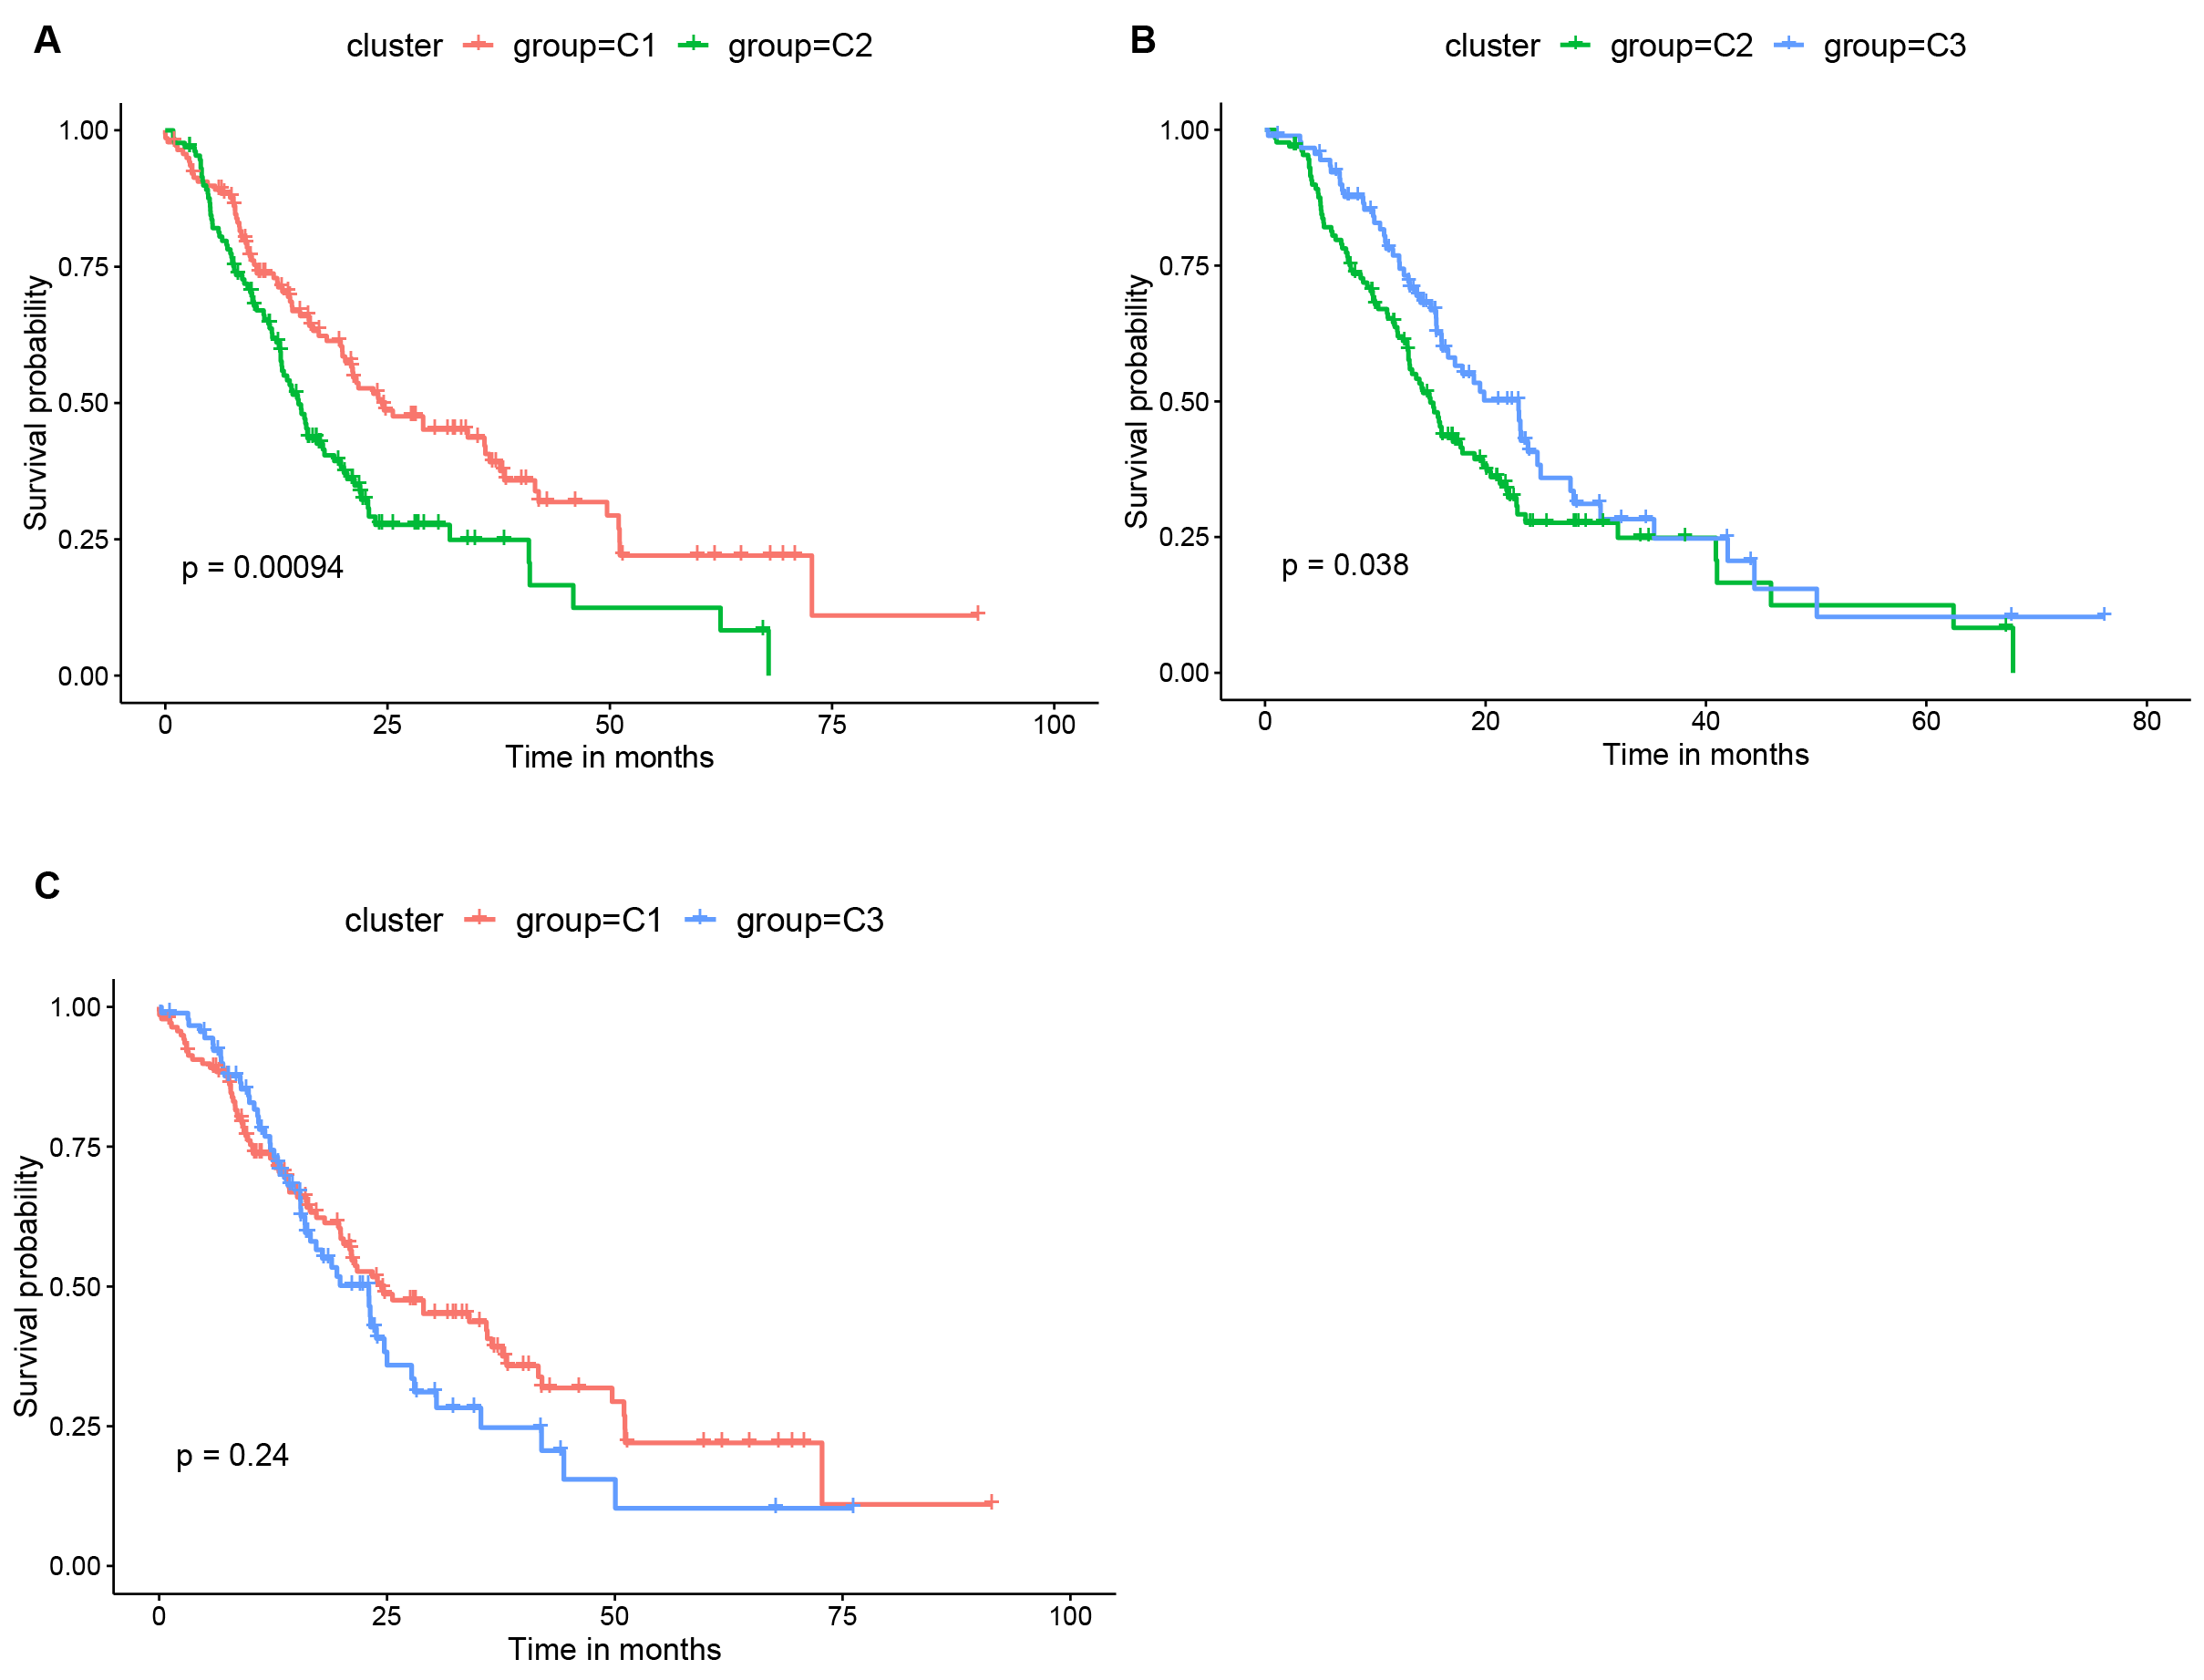 A
cluster group=C1 group=C2
1.00
0.75
0.50
0.25
0.00
Survival probability
p = 0.00094
0 25 50 75 100
Time in months
B
cluster group=C2 group=C3
1.00
0.75
0.50
0.25
0.00
Survival probability
p = 0.038
0 20 40 60 80
Time in months
C
cluster group=C1 group=C3
1.00
0.75
0.50
0.25
0.00
Survival probability
p = 0.24
0 25 50 75 100
Time in months